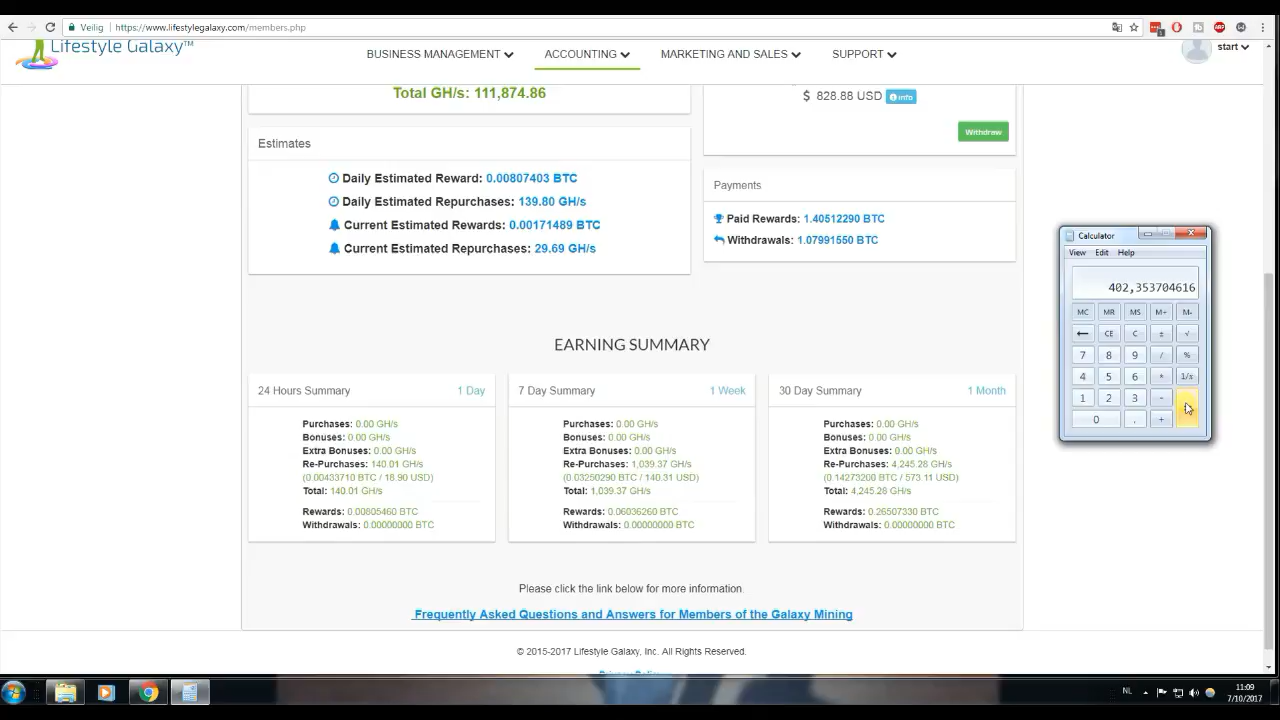 Veilig
https://www.lifestylegalaxy.com/members.php
Lifestyle Galaxy™
BUSINESS MANAGEMENT
ACCOUNTING
MARKETING AND SALES
SUPPORT
start
Total GH/s: 111,874.86
$ 828.88 USD
info
Withdraw
Estimates
Daily Estimated Reward: 0.00807403 BTC
Daily Estimated Repurchases: 139.80 GH/s
Current Estimated Rewards: 0.00171489 BTC
Current Estimated Repurchases: 29.69 GH/s
Payments
Paid Rewards: 1.40512290 BTC
Withdrawals: 1.07991550 BTC
Calculator
View Edit Help
402,353704616
MC MR MS M+ M-
← CE C ÷ √
7 8 9 / %
4 5 6 * 1/x
1 2 3 -
0 , +
EARNING SUMMARY
24 Hours Summary
1 Day
Purchases: 0.00 GH/s
Bonuses: 0.00 GH/s
Extra Bonuses: 0.00 GH/s
Re-Purchases: 140.01 GH/s
(0.00433710 BTC / 18.90 USD)
Total: 140.01 GH/s
Rewards: 0.00805460 BTC
Withdrawals: 0.00000000 BTC
7 Day Summary
1 Week
Purchases: 0.00 GH/s
Bonuses: 0.00 GH/s
Extra Bonuses: 0.00 GH/s
Re-Purchases: 1,039.37 GH/s
(0.03250290 BTC / 140.31 USD)
Total: 1,039.37 GH/s
Rewards: 0.06036260 BTC
Withdrawals: 0.00000000 BTC
30 Day Summary
1 Month
Purchases: 0.00 GH/s
Bonuses: 0.00 GH/s
Extra Bonuses: 0.00 GH/s
Re-Purchases: 4,245.28 GH/s
(0.14273200 BTC / 573.11 USD)
Total: 4,245.28 GH/s
Rewards: 0.26507330 BTC
Withdrawals: 0.00000000 BTC
Please click the link below for more information.
Frequently Asked Questions and Answers for Members of the Galaxy Mining
© 2015-2017 Lifestyle Galaxy, Inc. All Rights Reserved.
Privacy Policy
NL
11:09
7/10/2017